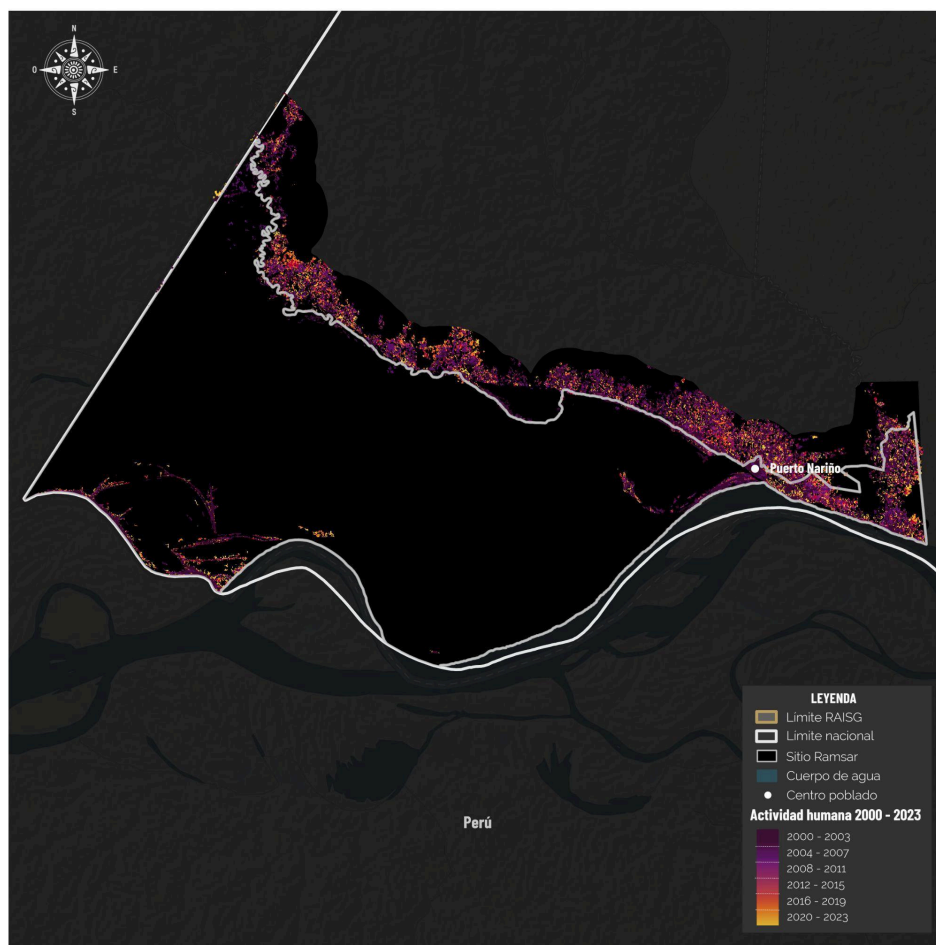 N
O
E
S
Puerto Nariño
Perú
LEYENDA
Límite RAISG
Límite nacional
Sitio Ramsar
Cuerpo de agua
Centro poblado
Actividad humana 2000 - 2023
2000 - 2003
2004 - 2007
2008 - 2011
2012 - 2015
2016 - 2019
2020 - 2023